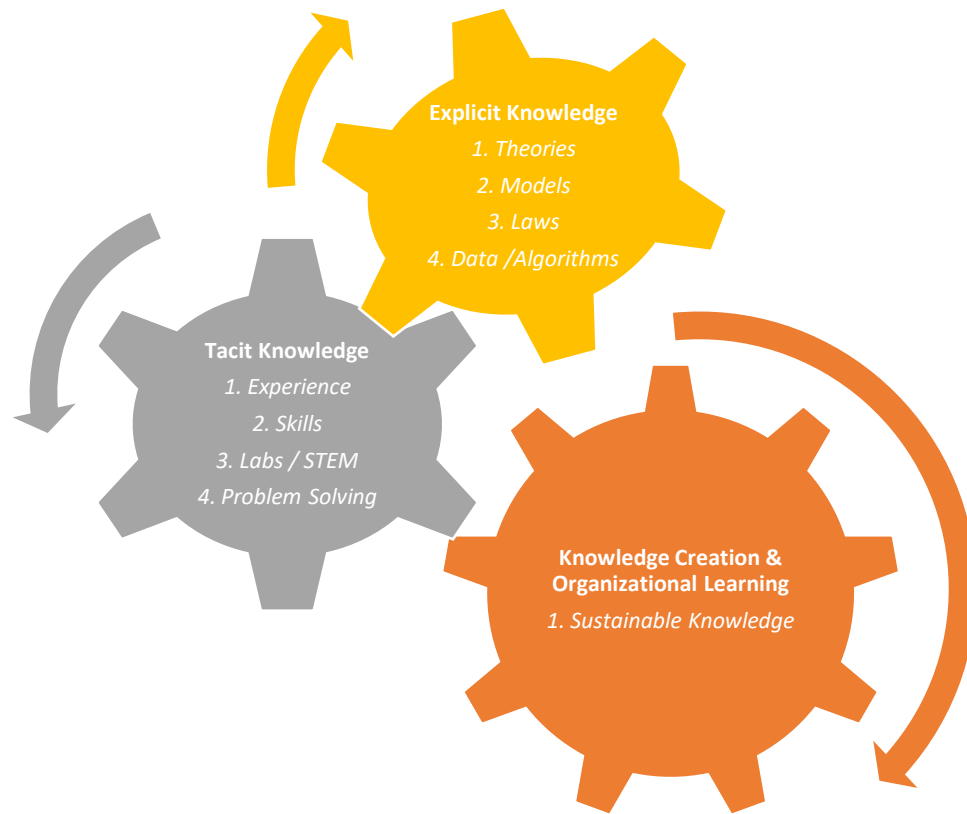 Explicit Knowledge
1. Theories
2. Models
3. Laws
4. Data /Algorithms
Tacit Knowledge
1. Experience
2. Skills
3. Labs / STEM
4. Problem Solving
Knowledge Creation &
Organizational Learning
1. Sustainable Knowledge